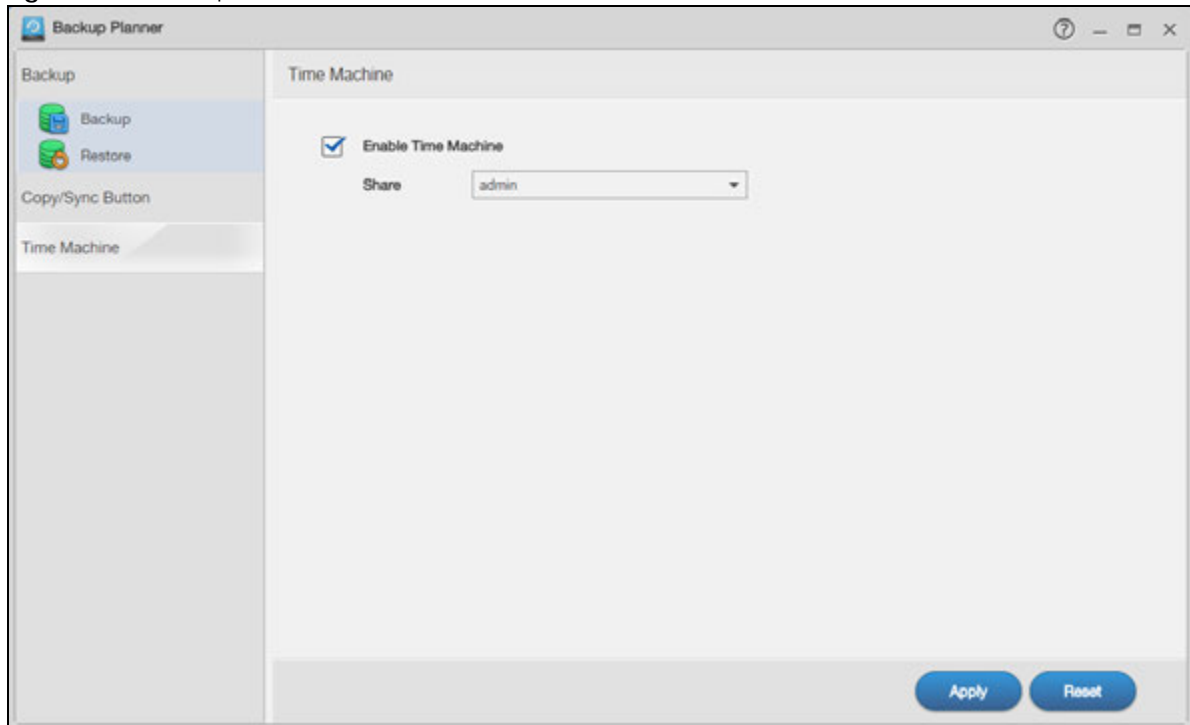 Backup Planner
Backup
Backup
Restore
Copy/Sync Button
Time Machine
Time Machine
Enable Time Machine
Share admin
Apply Reset